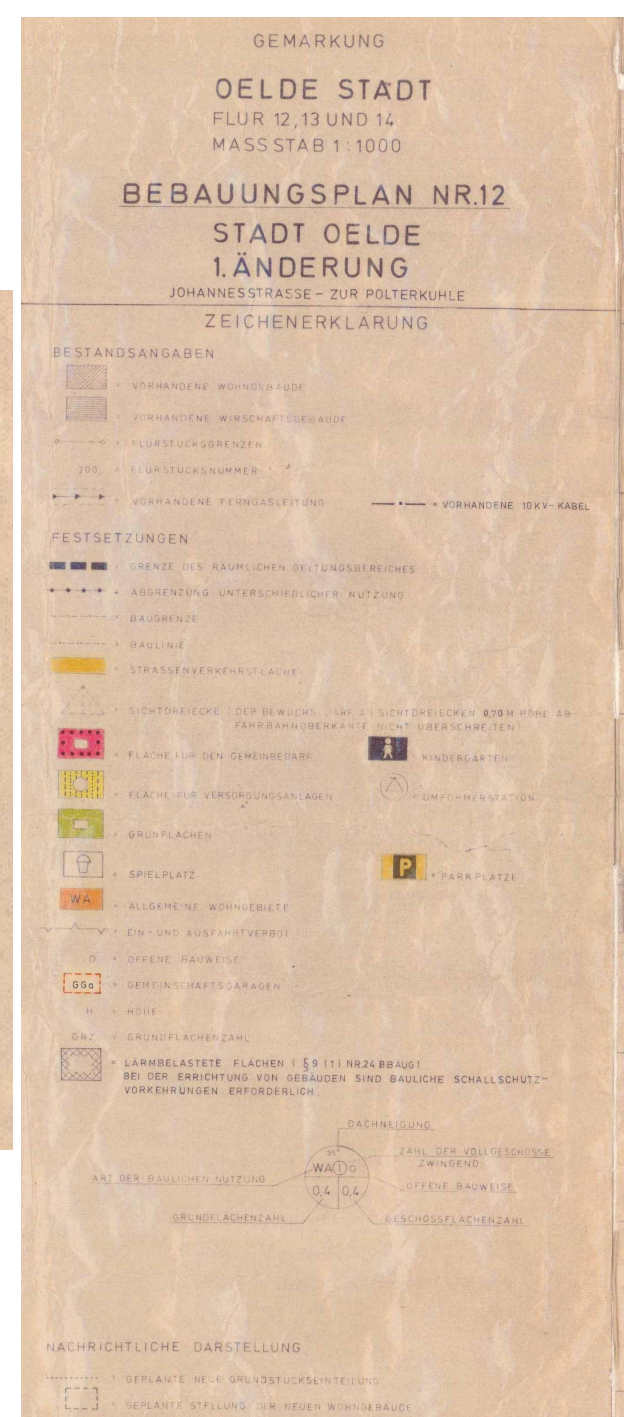 GEMARKUNG
OELDE STADT
FLUR 12,13 UND 14
MASSSTAB 1:1000
BEBAUUNGSPLAN NR.12
STADT OELDE
1. ÄNDERUNG
JOHANNESSTRASSE - ZUR POLTERKUHLE
ZEICHENERKLÄRUNG
BESTANDSANGABEN
= VORHANDENE WOHNGEBÄUDE
= VORHANDENE WIRSCHAFTSGEBÄUDE
= FLURSTÜCKSGRENZEN
200 = FLURSTÜCKSNUMMER
= VORHANDENE FERNGASLEITUNG
= VORHANDENE 10KV-KABEL
FESTSETZUNGEN
= GRENZE DES RÄUMLICHEN GELTUNGSBEREICHES
= ABGRENZUNG UNTERSCHIEDLICHER NUTZUNG
= BAUGRENZE
= BAULINIE
= STRASSENVERKEHRSFLÄCHE
= SICHTDREIECKE (DER BEWUCHS DARF AN SICHTDREIECKEN 0,70 M HÖHE AB
FAHRBAHNOBERKANTE NICHT ÜBERSCHREITEN)
= FLÄCHE FÜR DEN GEMEINBEDARF
= KINDERGARTEN
= FLÄCHE FÜR VERSORGUNGSANLAGEN
= UMFORMERSTATION
= GRÜNFLÄCHEN
= SPIELPLATZ
P = PARKPLÄTZE
WA = ALLGEMEINE WOHNGEBIETE
= EIN- UND AUSFAHRTVERBOT
O = OFFENE BAUWEISE
GGa = GEMEINSCHAFTSGARAGEN
H = HÖHE
GRZ = GRUNDFLÄCHENZAHL
= LÄRMBELASTETE FLÄCHEN (§9 (1) NR.24 BBAUG)
BEI DER ERRICHTUNG VON GEBÄUDEN SIND BAULICHE SCHALLSCHUTZ-
VORKEHRUNGEN ERFORDERLICH.
DACHNEIGUNG
35°
ZAHL DER VOLLGESCHOSSE
ZWINGEND
WA I o
ART DER BAULICHEN NUTZUNG
OFFENE BAUWEISE
0,4 0,4
GRUNDFLÄCHENZAHL
GESCHOSSFLÄCHENZAHL
NACHRICHTLICHE DARSTELLUNG
= GEPLANTE NEUE GRUNDSTÜCKSEINTEILUNG
= GEPLANTE STELLUNG DER NEUEN WOHNGEBÄUDE